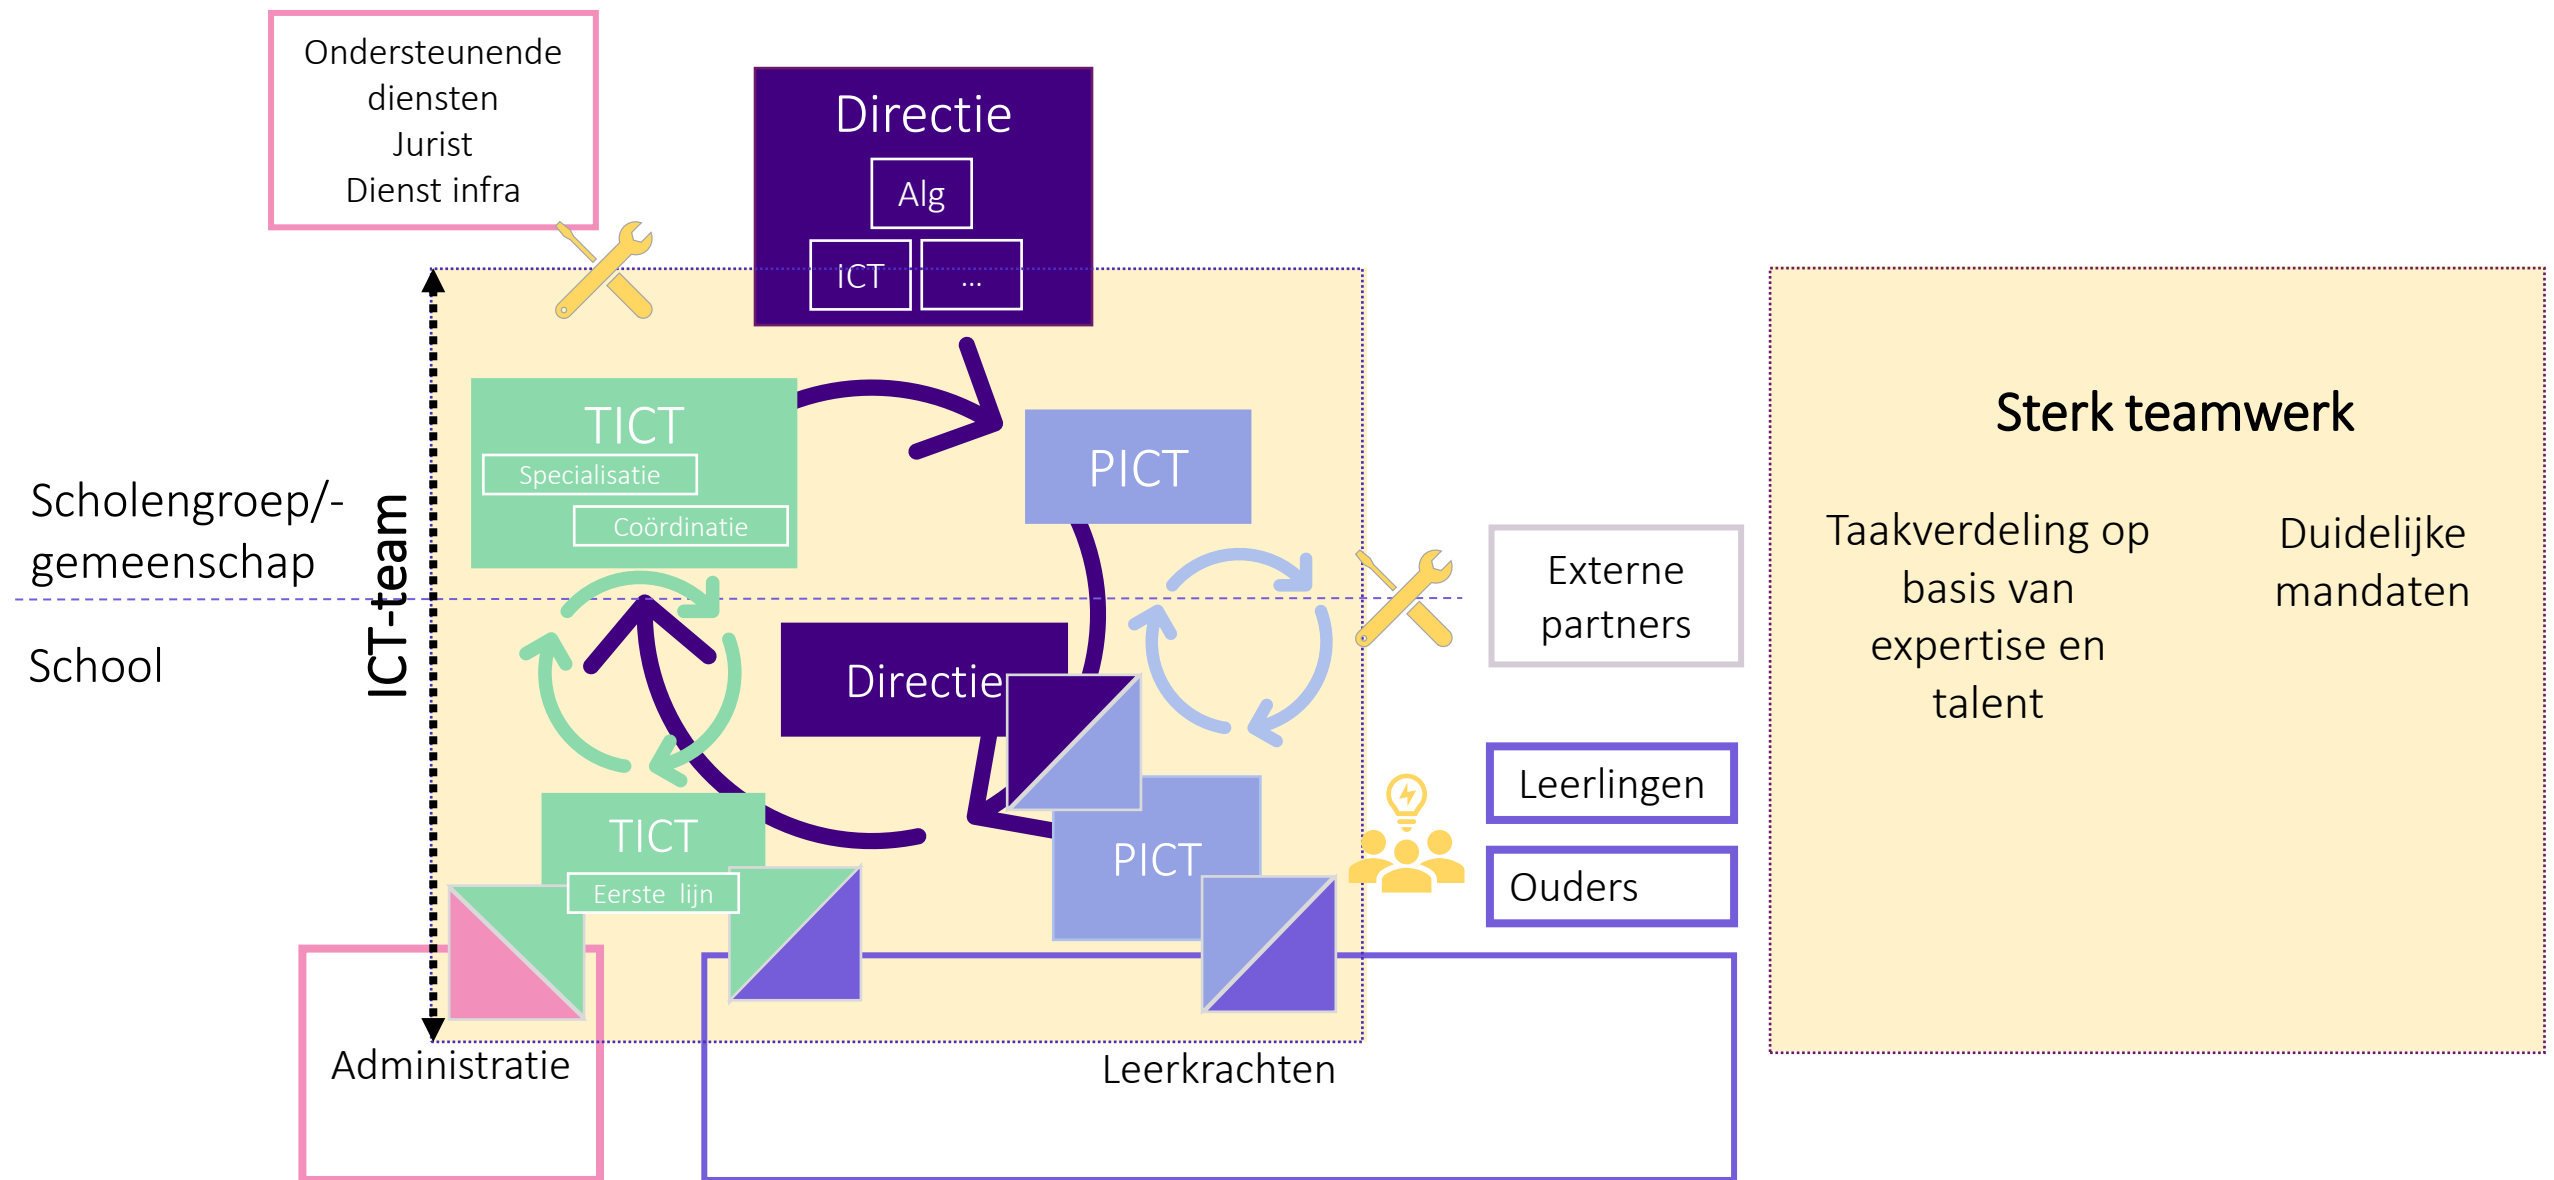 Ondersteunende
diensten
Jurist
Dienst infra
Directie
Alg
ICT
...
TICT
Specialisatie
Coördinatie
PICT
Scholengroep/-
gemeenschap
School
ICT-team
Directie
TICT
Eerste lijn
PICT
Externe
partners
Leerlingen
Ouders
Administratie
Leerkrachten
Sterk teamwerk
Taakverdeling op
basis van
expertise en
talent
Duidelijke
mandaten